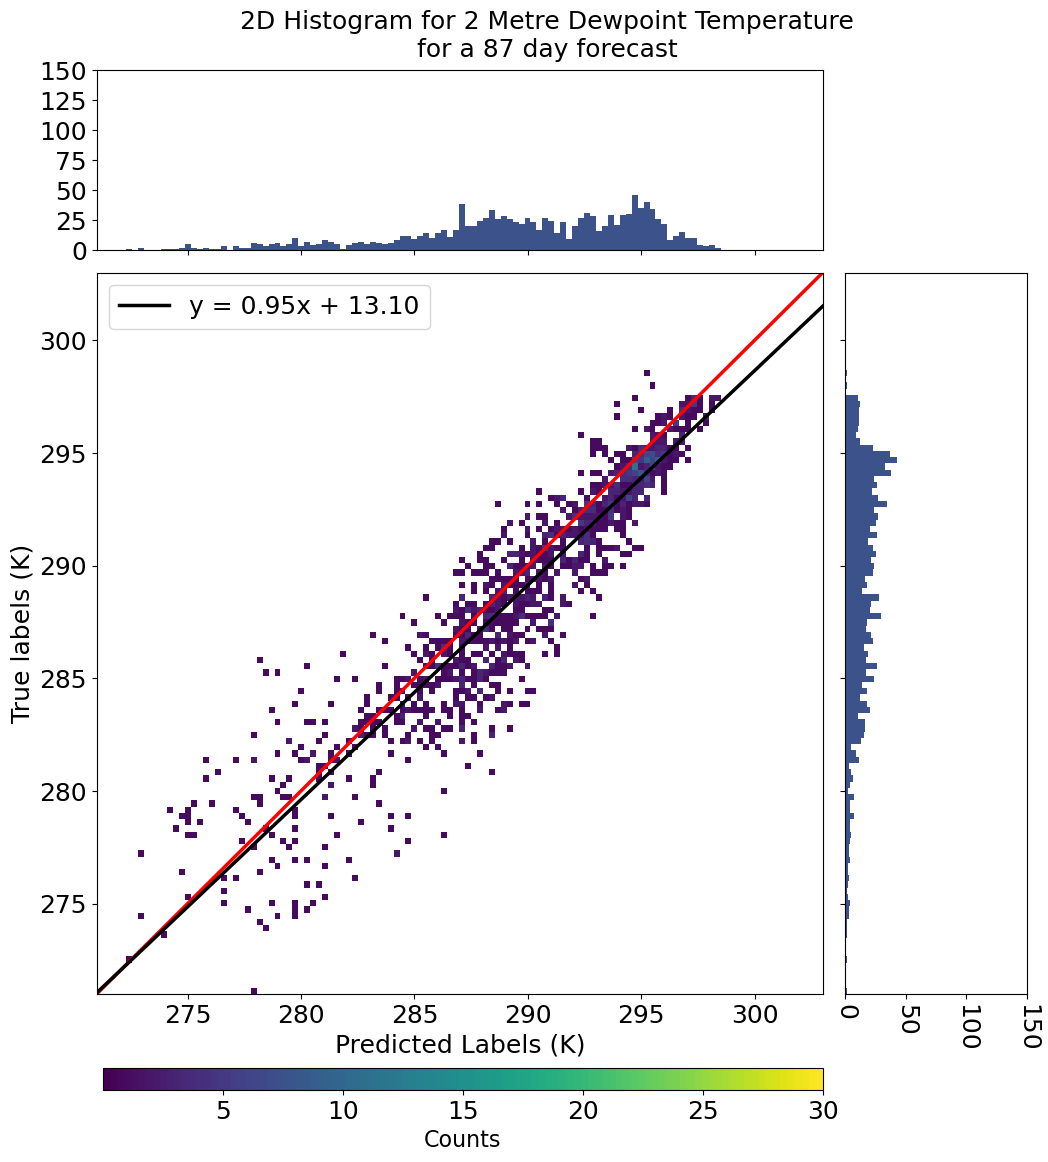 2D Histogram for 2 Metre Dewpoint Temperature
for a 87 day forecast
150
125
100
75
50
25
0
y = 0.95x + 13.10
300
295
290
285
280
275
True labels (K)
275 280 285 290 295 300
Predicted Labels (K)
0 50 100 150
5 10 15 20 25 30
Counts